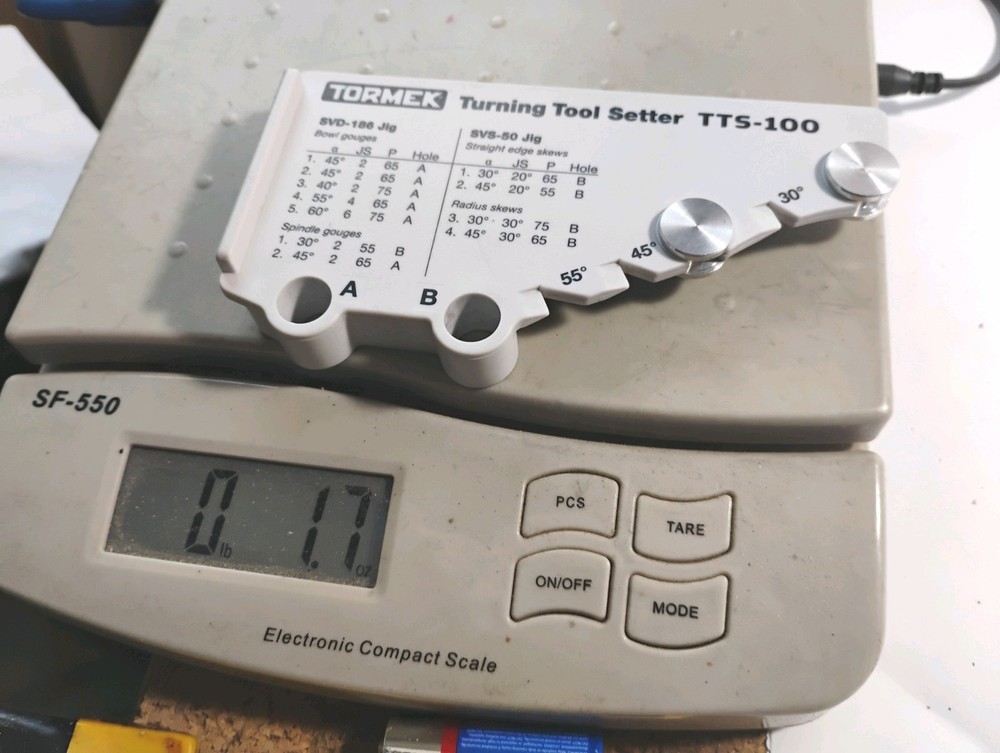 TORMEK Turning Tool Setter TTS-100
SVD-186 Jig
Bowl gouges
α JS P Hole
1. 45° 2 65 A
2. 45° 2 65 A
3. 40° 2 75 A
4. 55° 4 65 A
5. 60° 6 75 A
Spindle gouges
1. 30° 2 55 B
2. 45° 2 65 A
SVS-50 Jig
Straight edge skews
α JS P Hole
1. 30° 20° 65 B
2. 45° 20° 55 B
Radius skews
3. 30° 30° 75 B
4. 45° 30° 65 B
A
B
55°
45°
30°
SF-550
0 lb 1.7 oz
PCS
TARE
ON/OFF
MODE
Electronic Compact Scale